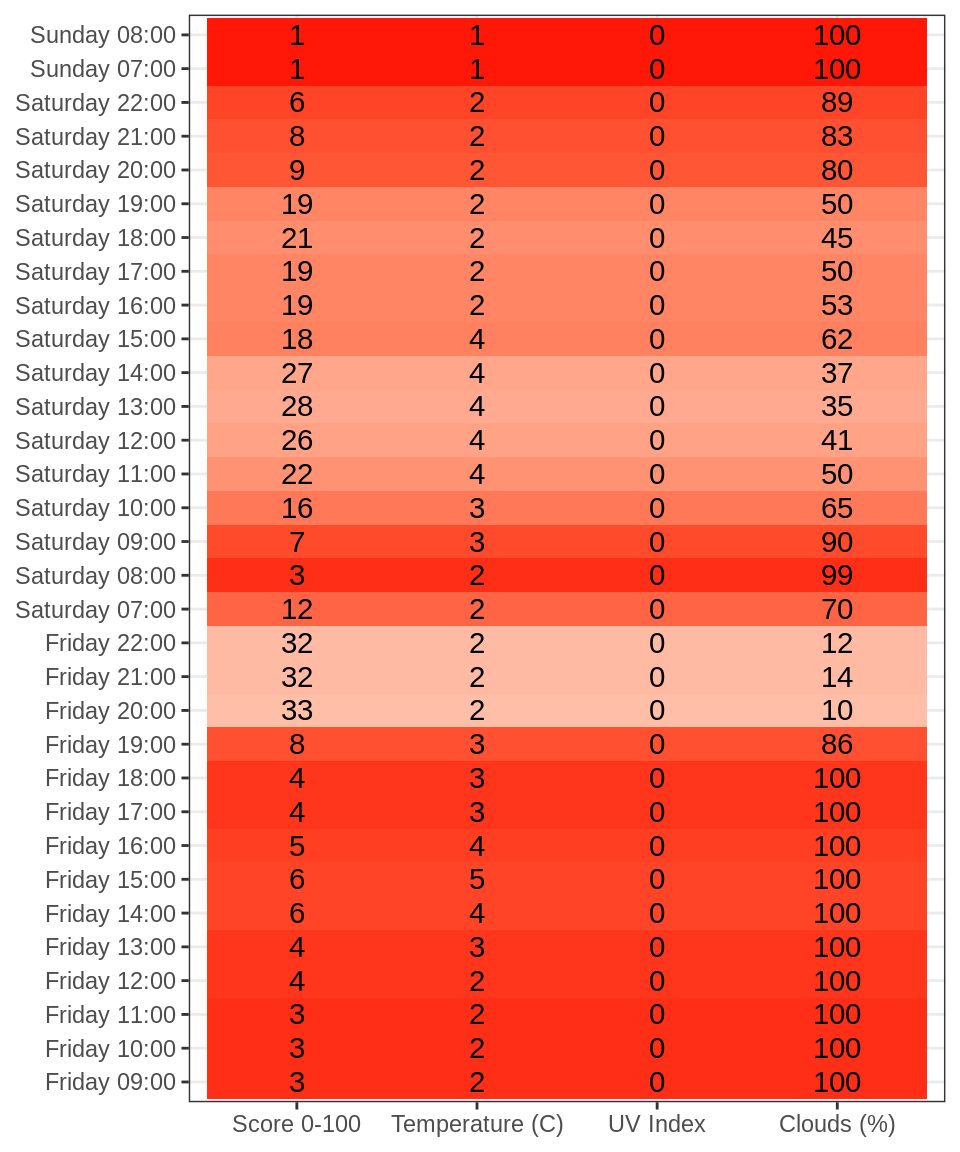 Sunday 08:00 1 1 0 100
Sunday 07:00 1 1 0 100
Saturday 22:00 6 2 0 89
Saturday 21:00 8 2 0 83
Saturday 20:00 9 2 0 80
Saturday 19:00 19 2 0 50
Saturday 18:00 21 2 0 45
Saturday 17:00 19 2 0 50
Saturday 16:00 19 2 0 53
Saturday 15:00 18 4 0 62
Saturday 14:00 27 4 0 37
Saturday 13:00 28 4 0 35
Saturday 12:00 26 4 0 41
Saturday 11:00 22 4 0 50
Saturday 10:00 16 3 0 65
Saturday 09:00 7 3 0 90
Saturday 08:00 3 2 0 99
Saturday 07:00 12 2 0 70
Friday 22:00 32 2 0 12
Friday 21:00 32 2 0 14
Friday 20:00 33 2 0 10
Friday 19:00 8 3 0 86
Friday 18:00 4 3 0 100
Friday 17:00 4 3 0 100
Friday 16:00 5 4 0 100
Friday 15:00 6 5 0 100
Friday 14:00 6 4 0 100
Friday 13:00 4 3 0 100
Friday 12:00 4 2 0 100
Friday 11:00 3 2 0 100
Friday 10:00 3 2 0 100
Friday 09:00 3 2 0 100
Score 0-100 Temperature (C) UV Index Clouds (%)